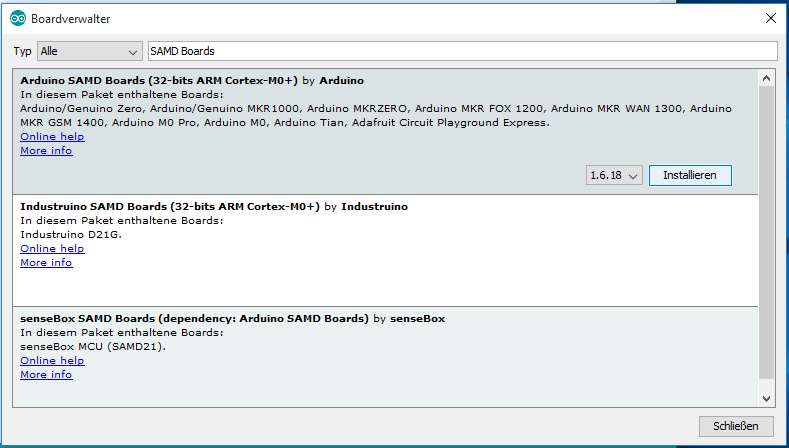 Boardverwalter
Typ Alle SAMD Boards
Arduino SAMD Boards (32-bits ARM Cortex-M0+) by Arduino
In diesem Paket enthaltene Boards:
Arduino/Genuino Zero, Arduino/Genuino MKR1000, Arduino MKRZERO, Arduino MKR FOX 1200, Arduino MKR WAN 1300, Arduino
MKR GSM 1400, Arduino M0 Pro, Arduino M0, Arduino Tian, Adafruit Circuit Playground Express.
Online help
More info
1.6.18 Installieren
Industruino SAMD Boards (32-bits ARM Cortex-M0+) by Industruino
In diesem Paket enthaltene Boards:
Industruino D21G.
Online help
More info
senseBox SAMD Boards (dependency: Arduino SAMD Boards) by senseBox
In diesem Paket enthaltene Boards:
senseBox MCU (SAMD21).
Online help
More info
Schließen